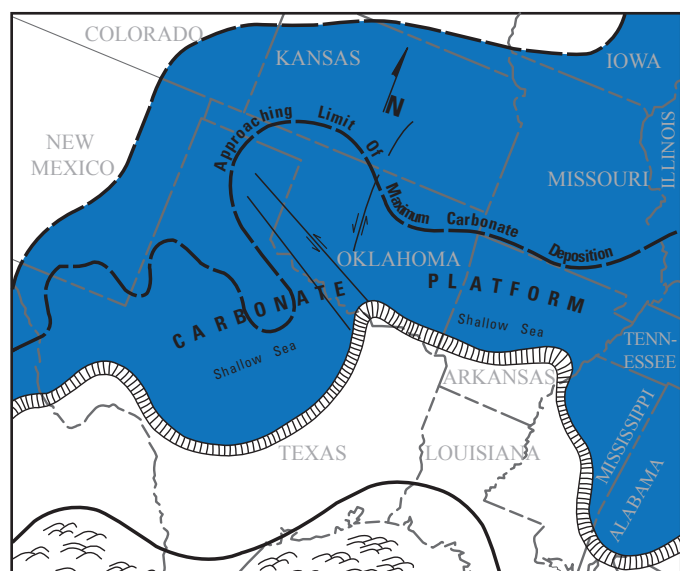 COLORADO
KANSAS
IOWA
N
NEW
MEXICO
Approaching Limit Of Maximum Carbonate Deposition
MISSOURI
ILLINOIS
OKLAHOMA
CARBONATE PLATFORM
Shallow Sea
Shallow Sea
TENN-
ESSEE
ARKANSAS
MISSISSIPPI
ALABAMA
TEXAS
LOUISIANA